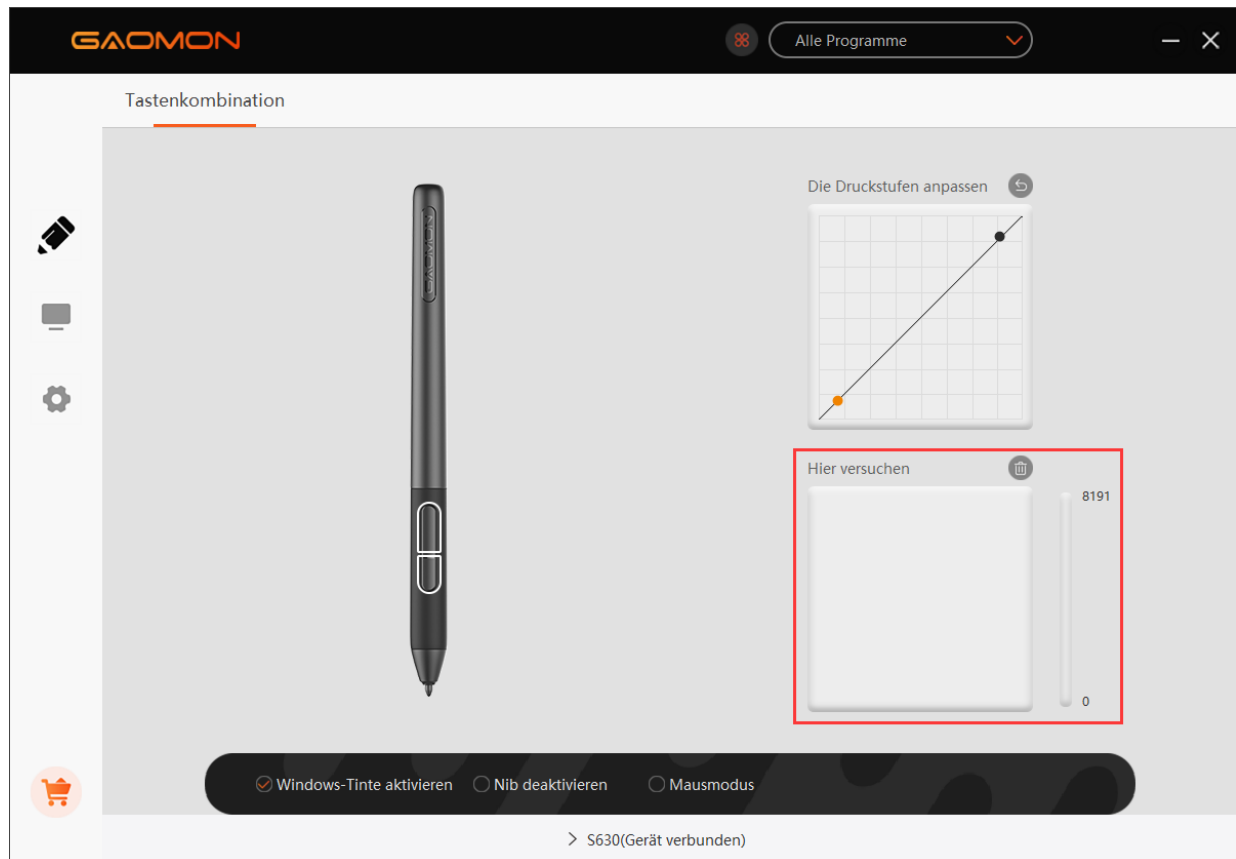 GAOMON
Alle Programme
Tastenkombination
GAOMON
Die Druckstufen anpassen
Hier versuchen
8191
0
Windows-Tinte aktivieren Nib deaktivieren Mausmodus
S630(Gerät verbunden)